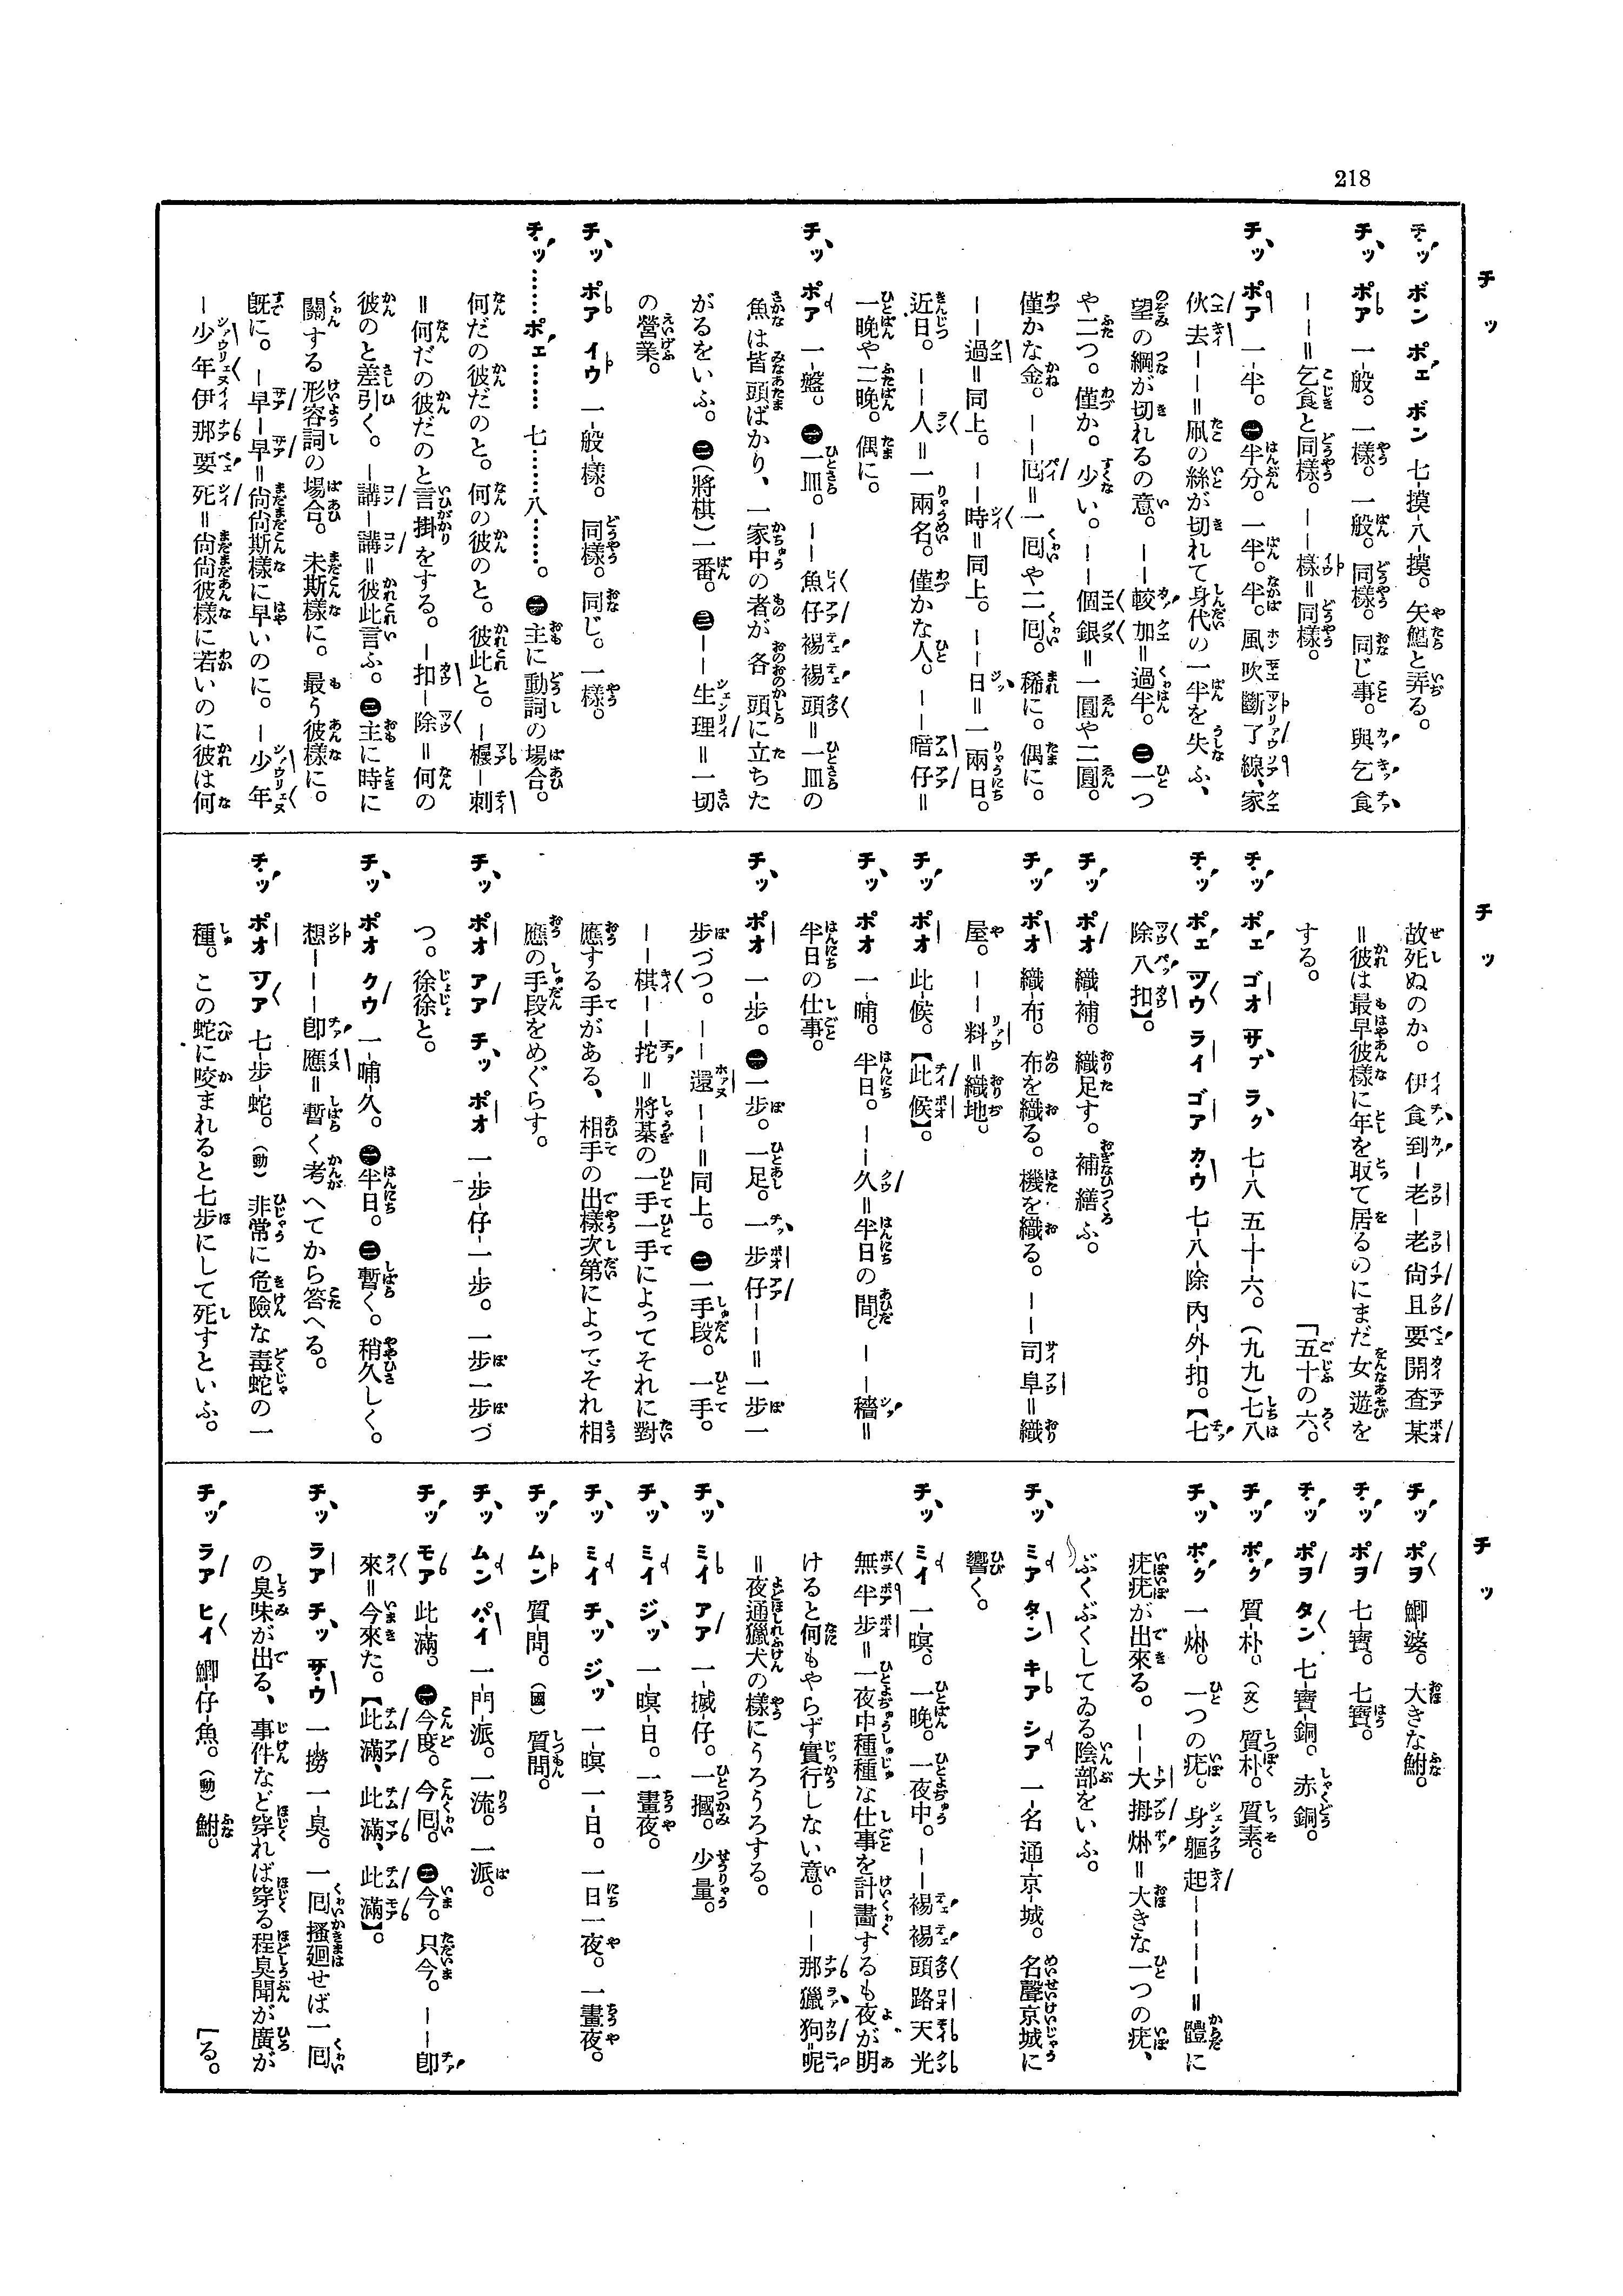 218
チッ
チッ ボン ポェ ボン 七-摸-八-摸。矢鱈と弄る。
チッ ポア 一-般。一樣。一般。同樣。同じ事。與乞食
――＝乞食と同樣。――樣＝同樣。
チッ ポア 一-半。㊀半分。一半。半。風吹斷了線、家
伙去――＝凧の絲が切れて身代の一半を失ふ、
望の綱が切れるの意。――較加＝過半。㊁一つ
や二つ。僅か。少い。――個銀＝一圓や二圓。
僅かな金。――囘＝一囘や二囘。稀に。偶に。
――過＝同上。――時＝同上。――日＝一兩日。
近日。――人＝一兩名。僅かな人。――暗仔＝
一晚や二晚。偶に。
チッ ポア 一-盤。㊀一皿。――魚仔裼裼頭＝一皿の
魚は皆頭ばかり、一家中の者が各頭に立ちた
がるをいふ。㊁(將棋)一番。㊂――生理＝一切
の營業。
チッ ポア イウ 一-般-樣。同樣。同じ。一樣。
チッ……ポェ…… 七……八……。㊀主に動詞の場合。
何だの彼だのと。何の彼のと。彼此と。―榐―刺
＝何だの彼だのと言掛をする。―扣―除＝何の
彼のと差引く。―講―講＝彼此言ふ。㊁主に時に
關する形容詞の場合。未斯樣に。最う彼樣に。
既に。―早―早＝尙尙斯樣に早いのに。―少年
―少年伊那要死＝尙尙彼樣に若いのに彼は何
チッ
故死ぬのか。伊食到―老―老尙且要開查某
＝彼は最早彼樣に年を取て居るのにまだ女遊を
する。
「五十の六。
チッ ポェ ゴオ サプ ラク 七-八 五-十-六。(九九)七八
チッ ポェ ツウ ライ ゴア カウ 七-八-除 內-外-扣。【七
除八扣】。
チッ ポオ 織-補。織足す。補繕ふ。
チッ ポオ 織-布。布を織る。機を織る。――司阜＝織
屋。――料＝織地。
チッ ポオ 此-候。【此候】。
チッ ポオ 一-哺。半日。――久＝半日の間。――穡＝
半日の仕事。
チッ ポオ 一-步。㊀一步。一足。一步仔――＝一步一
步づつ。――還――＝同上。㊁一手段。一手。
――棋――挓＝將棊の一手一手によってそれに對
應する手がある、相手の出樣次第によってそれ相
應の手段をめぐらす。
チッ ポオ アア チッ ポオ 一-步-仔-一-步。一步一步づ
つ。徐徐と。
チッ ポオ クウ 一-哺-久。㊀半日。㊁暫く。稍久しく。
想―――卽應＝暫く考へてから答へる。
チッ ポオ ツア 七-步-蛇。(動)非常に危險な毒蛇の一
種。この蛇に咬まれると七步にして死すといふ。
チッ
チッ ポヲ 鯽-婆。大きな鮒。
チッ ポヲ 七-寶。七寶。
チッ ポヲ タン 七-寶-銅。赤銅。
チッ ポク 質-朴。(文)質朴。質素。
チッ ポク 一-㶿。一つの疣。身軀起――――＝體に
疣疣が出來る。――大拇㶿＝大きな一つの疣、
ぶくぶくしてゐる陰部をいふ。
チッ ミア タン キア シア 一-名 通-京-城。名聲京城に
響く。
チッ ミイ 一-暝。一晚。一夜中。――裼裼頭路天光
無半步＝一夜中種種な仕事を計畫するも夜が明
けると何もやらず實行しない意。――那獵狗呢
＝夜通獵犬の樣にうろうろする。
チッ ミイ アア 一-搣-仔。一摑。少量。
チッ ミイ ジッ 一-暝-日。一晝夜。
チッ ミイ チッ ジッ 一-暝 一-日。一日一夜。一晝夜。
チッ ムン 質-問。(國)質問。
チッ ムン パイ 一-門-派。一流。一派。
チッ モア 此-滿。㊀今度。今囘。㊁今。只今。――卽
來＝今來た。【此滿、此滿、此滿】。
チッ ラア チッ サウ 一-撈 一-臭。一囘搔廻せば一囘
の臭味が出る、事件など穿れば穿る程臭聞が廣が
「る。
チッ ラア ヒイ 鯽-仔-魚。(動)鮒。